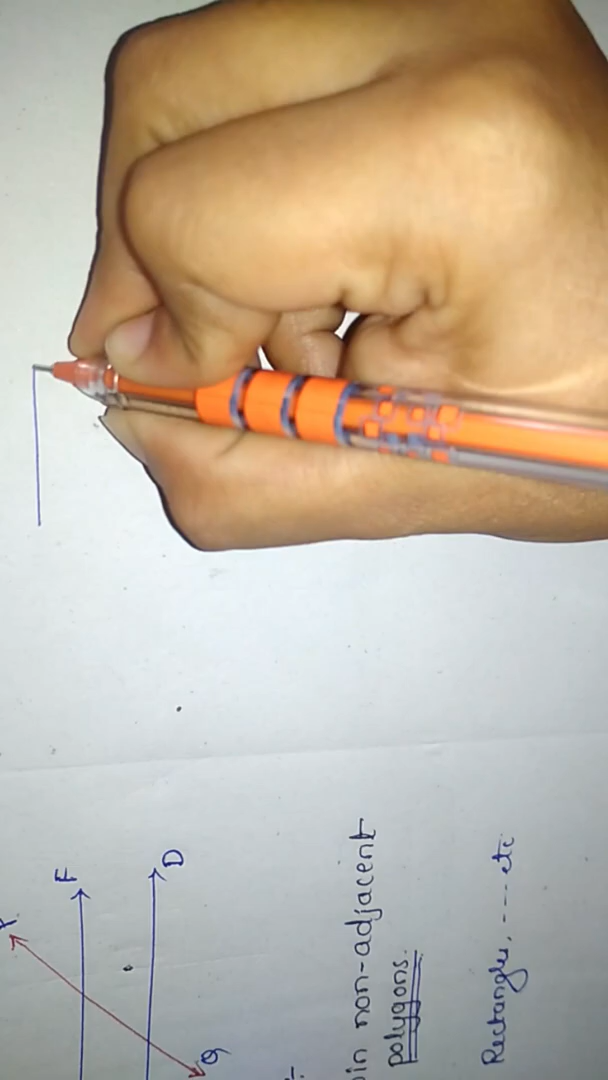 F
D
Q
in non-adjacent
polygons.
Rectangle, --- etc